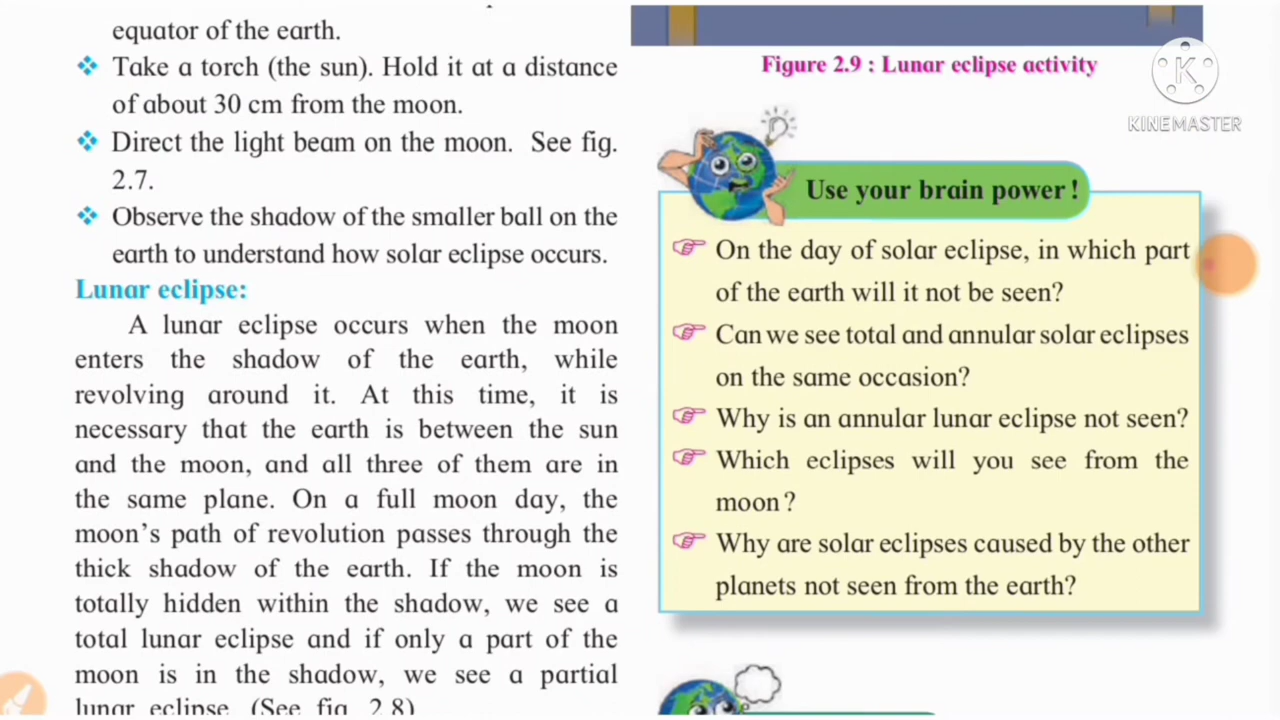 equator of the earth.
❖ Take a torch (the sun). Hold it at a distance
of about 30 cm from the moon.
❖ Direct the light beam on the moon. See fig.
2.7.
❖ Observe the shadow of the smaller ball on the
earth to understand how solar eclipse occurs.
Lunar eclipse:
A lunar eclipse occurs when the moon
enters the shadow of the earth, while
revolving around it. At this time, it is
necessary that the earth is between the sun
and the moon, and all three of them are in
the same plane. On a full moon day, the
moon's path of revolution passes through the
thick shadow of the earth. If the moon is
totally hidden within the shadow, we see a
total lunar eclipse and if only a part of the
moon is in the shadow, we see a partial
lunar eclipse. (See fig. 2.8)
Figure 2.9 : Lunar eclipse activity
K
KINEMASTER
Use your brain power!
☞ On the day of solar eclipse, in which part
of the earth will it not be seen?
☞ Can we see total and annular solar eclipses
on the same occasion?
☞ Why is an annular lunar eclipse not seen?
☞ Which eclipses will you see from the
moon?
☞ Why are solar eclipses caused by the other
planets not seen from the earth?